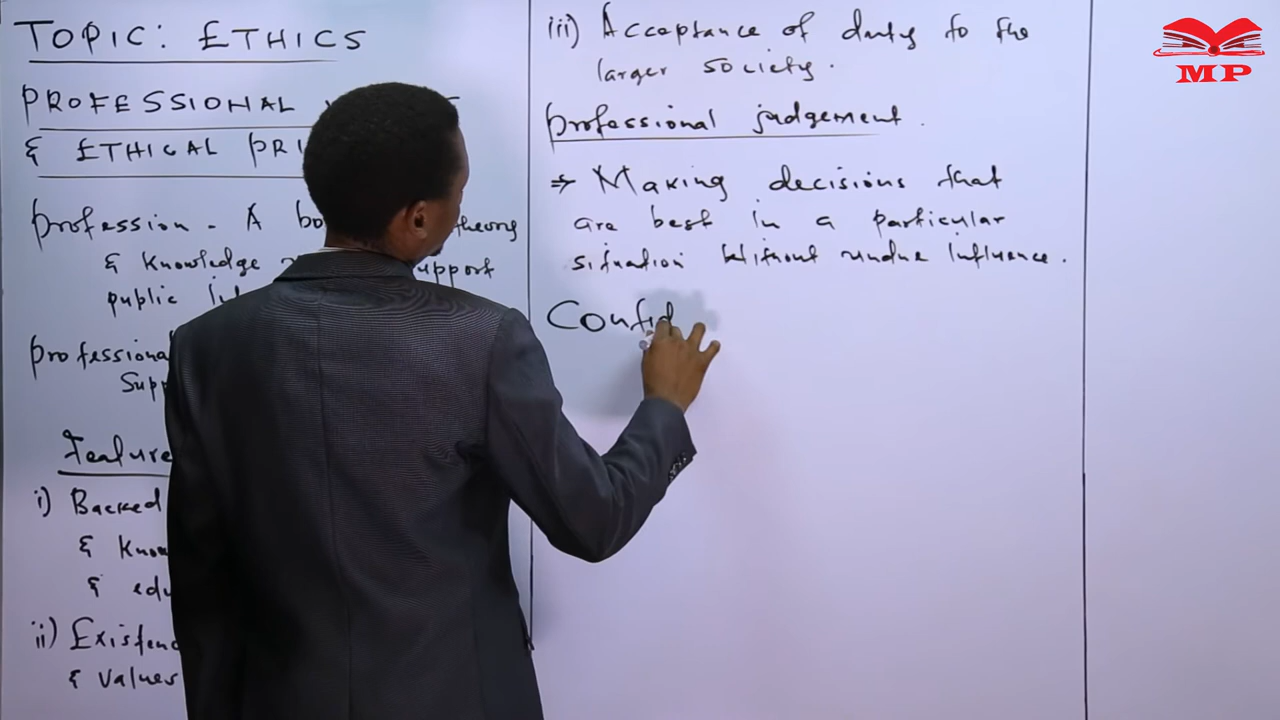 TOPIC: ETHICS
PROFESSIONAL
& ETHICAL PRI
profession - A bo theory
& knowledge support
public
professional
Supp
Feature
i) Backed
& know
& edu
ii) Existenc
& values
iii) Acceptance of duty to the
larger society.
professional judgement.
⇒ Making decisions that
are best in a particular
situation without undue influence.
Confid
MP